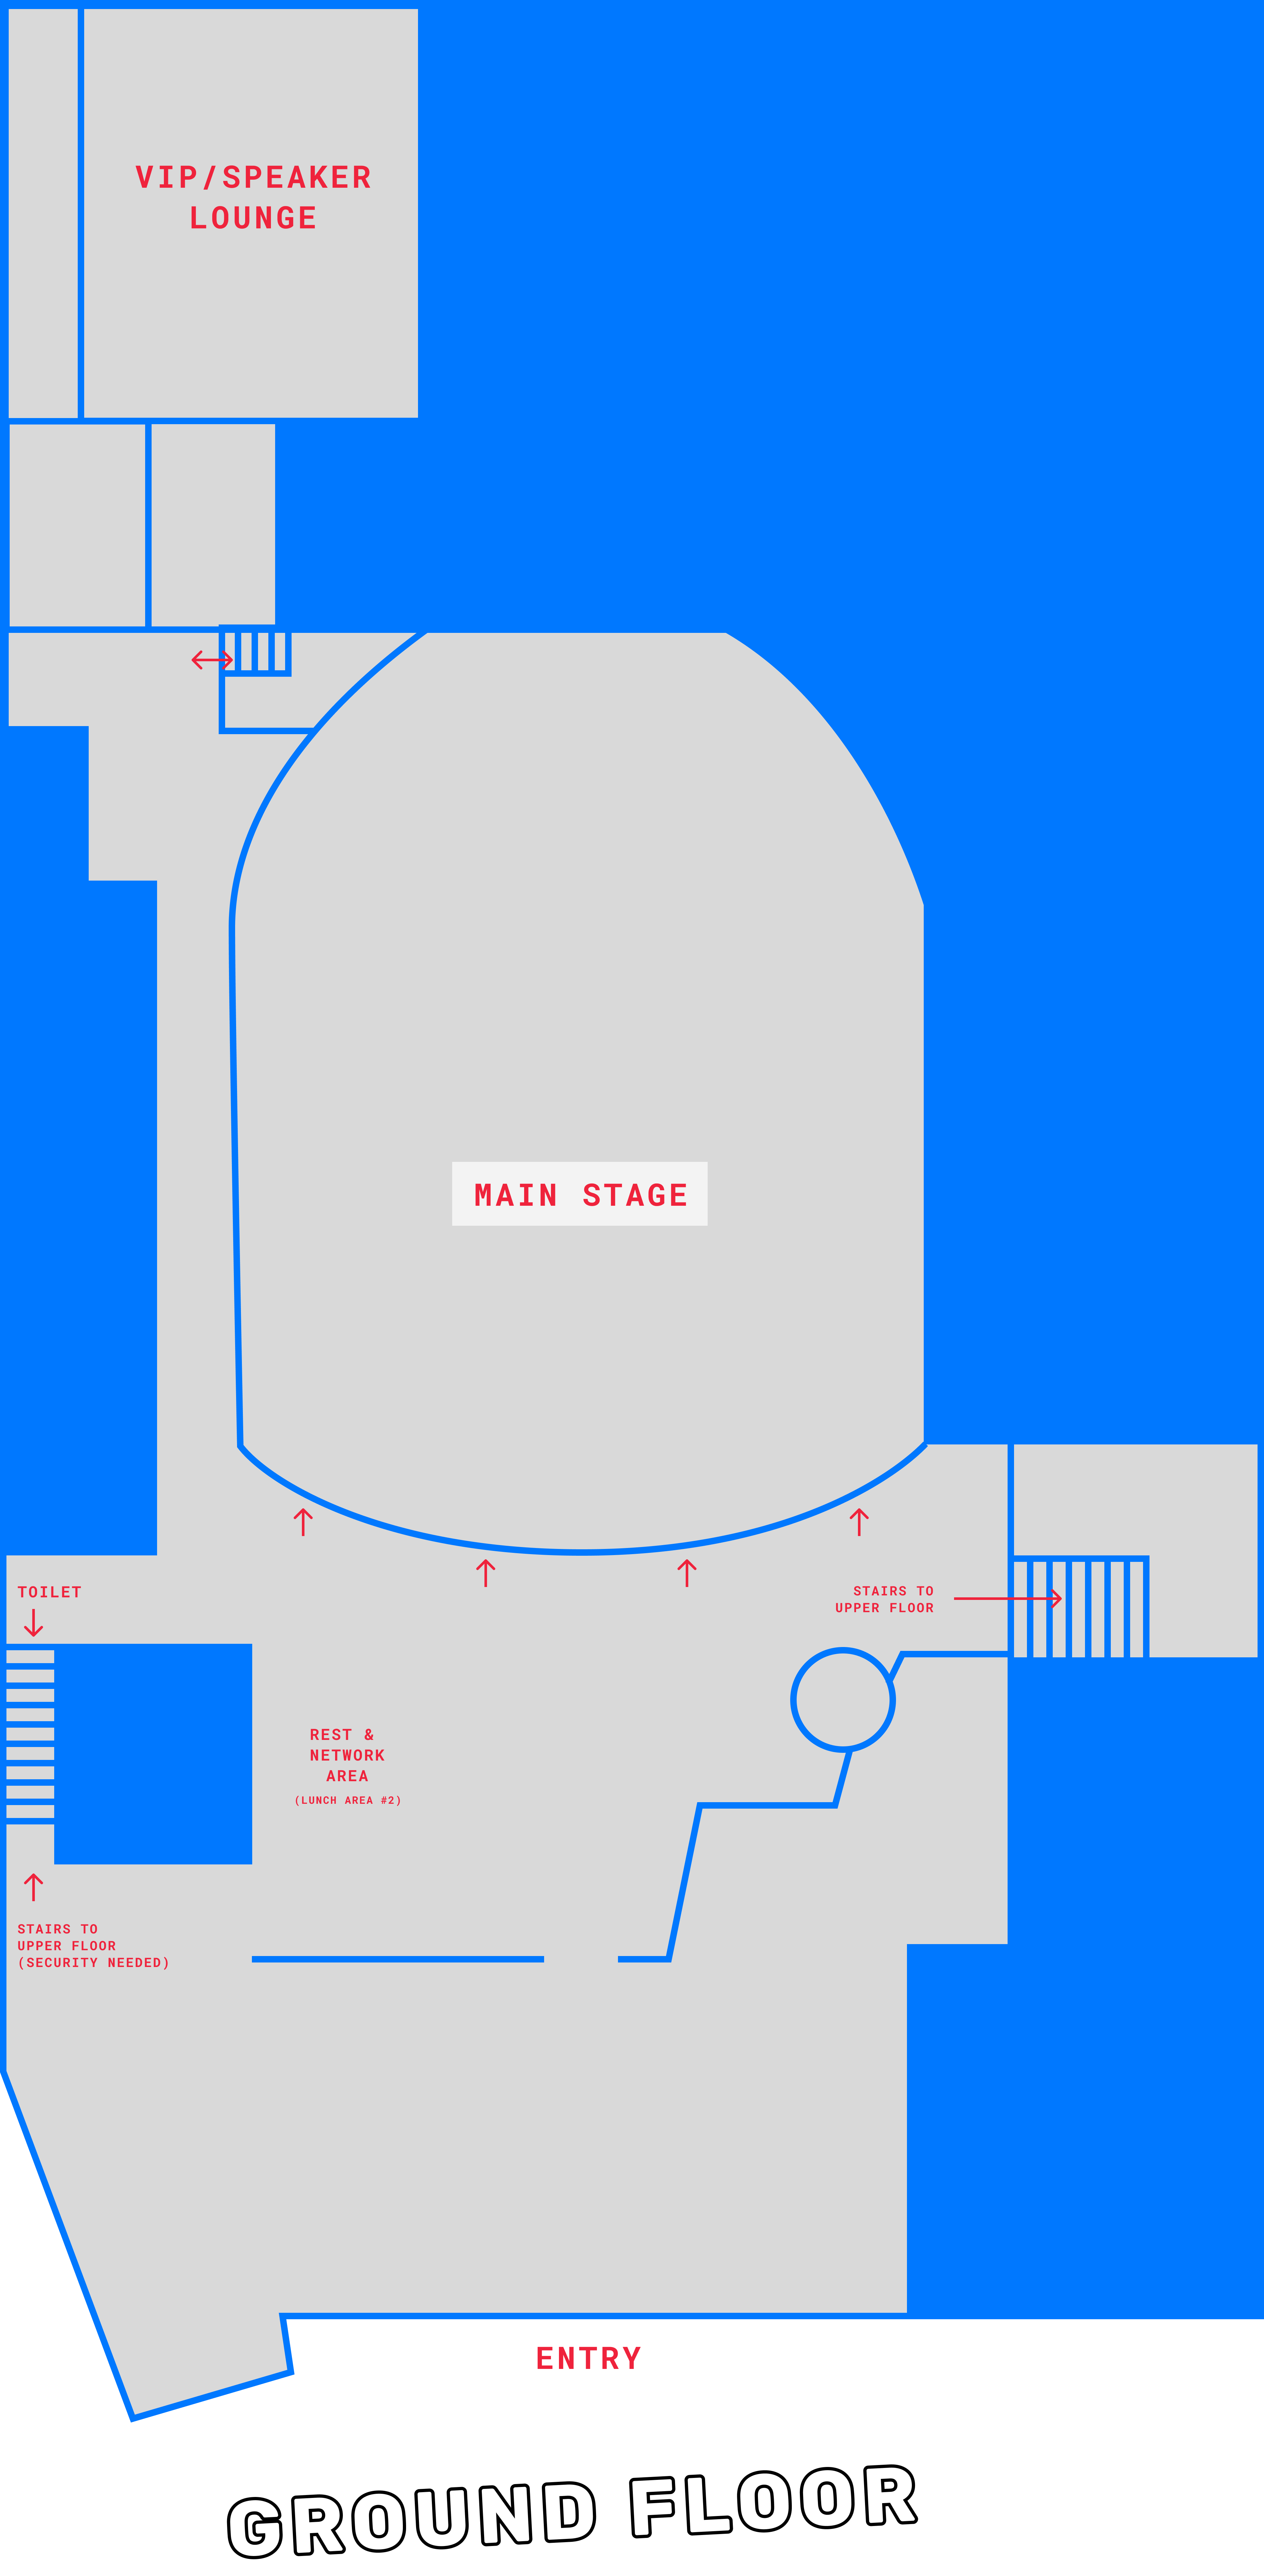 VIP/SPEAKER
LOUNGE
MAIN STAGE
TOILET
STAIRS TO
UPPER FLOOR
REST &
NETWORK
AREA
(LUNCH AREA #2)
STAIRS TO
UPPER FLOOR
(SECURITY NEEDED)
ENTRY
GROUND FLOOR